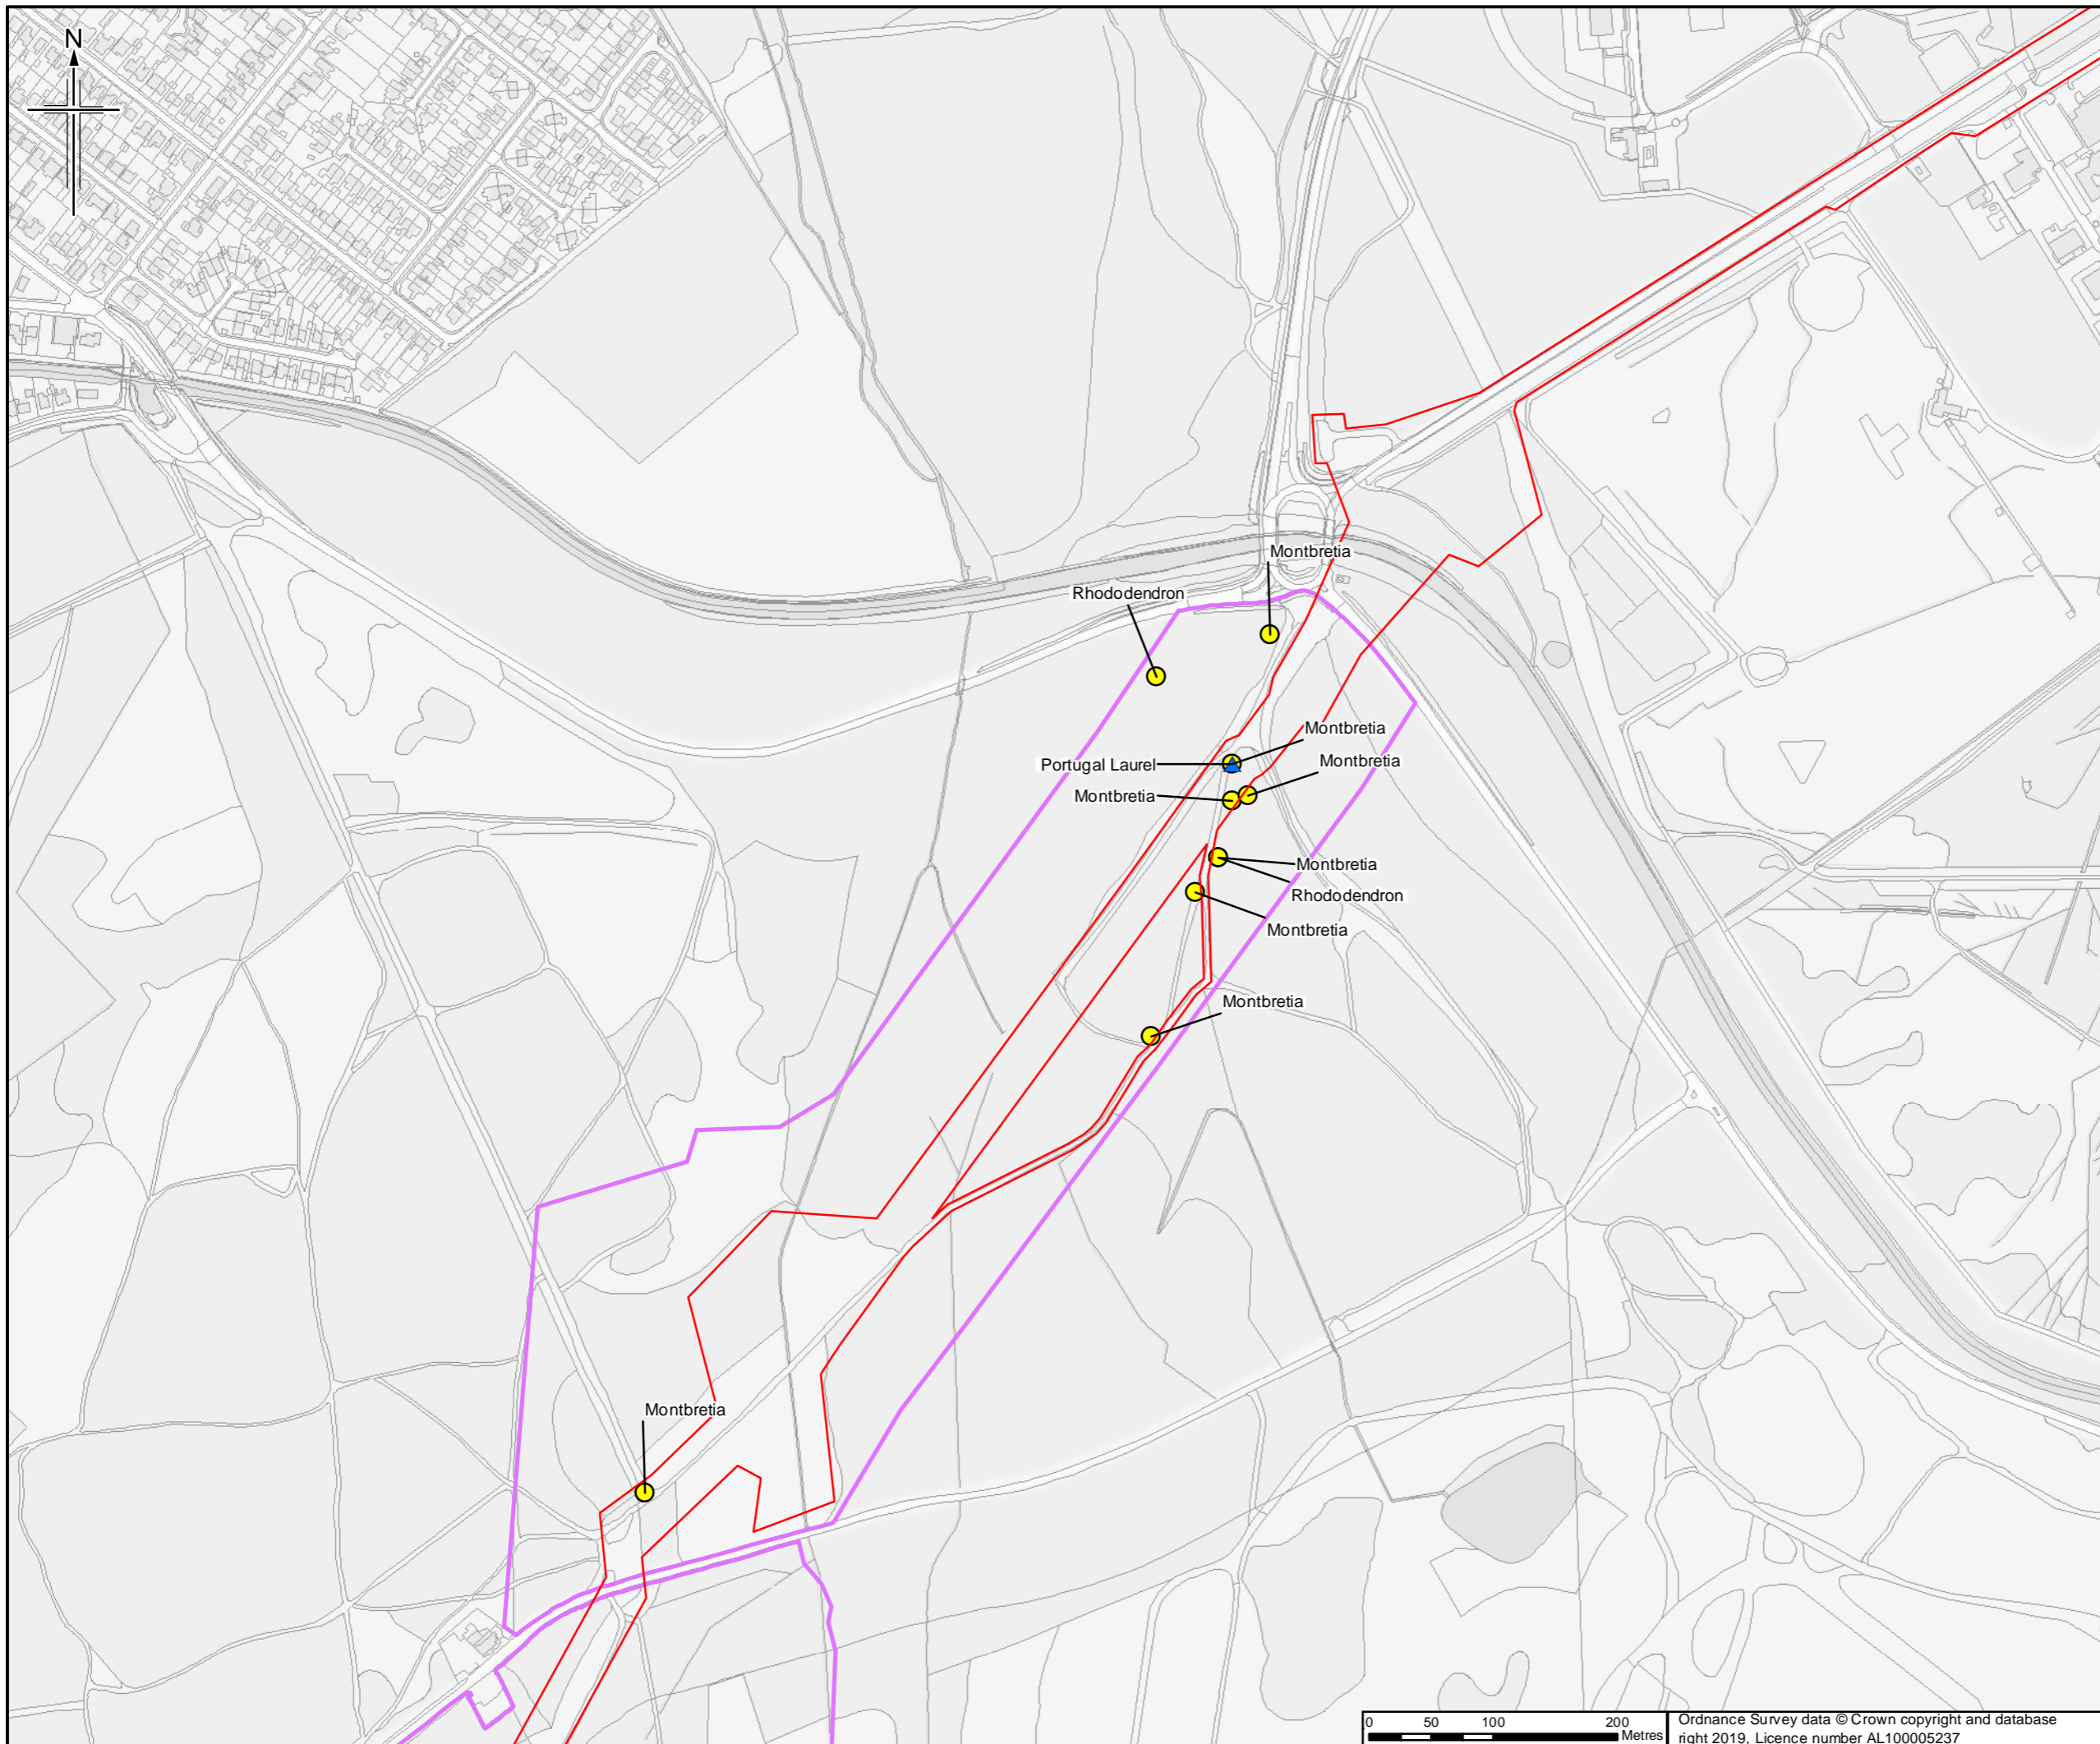 N
Montbretia
Rhododendron
Montbretia
Portugal Laurel
Montbretia
Montbretia
Montbretia
Rhododendron
Montbretia
Montbretia
Montbretia
0 50 100 200
Metres
Ordnance Survey data © Crown copyright and database
right 2019, Licence number AL100005237